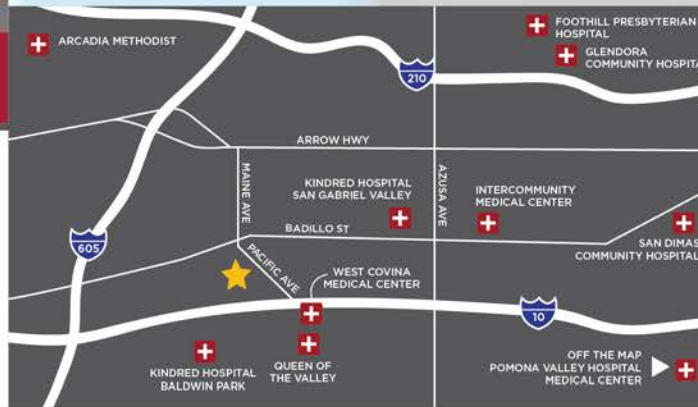 ARCADIA METHODIST
FOOTHILL PRESBYTERIAN
HOSPITAL
GLENDORA
COMMUNITY HOSPITA
210
ARROW HWY
MAINE AVE
AZUSA AVE
KINDRED HOSPITAL
SAN GABRIEL VALLEY
INTERCOMMUNITY
MEDICAL CENTER
BADILLO ST
605
PACIFIC AVE
SAN DIMAS
COMMUNITY HOSPITAL
WEST COVINA
MEDICAL CENTER
10
KINDRED HOSPITAL
BALDWIN PARK
QUEEN OF
THE VALLEY
OFF THE MAP
POMONA VALLEY HOSPITAL
MEDICAL CENTER